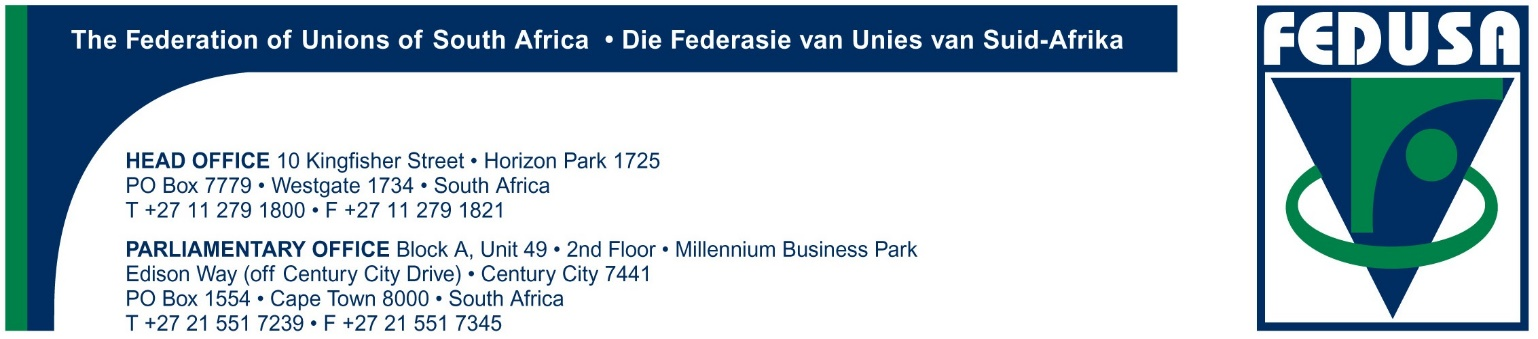 The Federation of Unions of South Africa • Die Federasie van Unies van Suid-Afrika
FEDUSA
HEAD OFFICE 10 Kingfisher Street • Horizon Park 1725
PO Box 7779 • Westgate 1734 • South Africa
T +27 11 279 1800 • F +27 11 279 1821
PARLIAMENTARY OFFICE Block A, Unit 49 • 2nd Floor • Millennium Business Park
Edison Way (off Century City Drive) • Century City 7441
PO Box 1554 • Cape Town 8000 • South Africa
T +27 21 551 7239 • F +27 21 551 7345